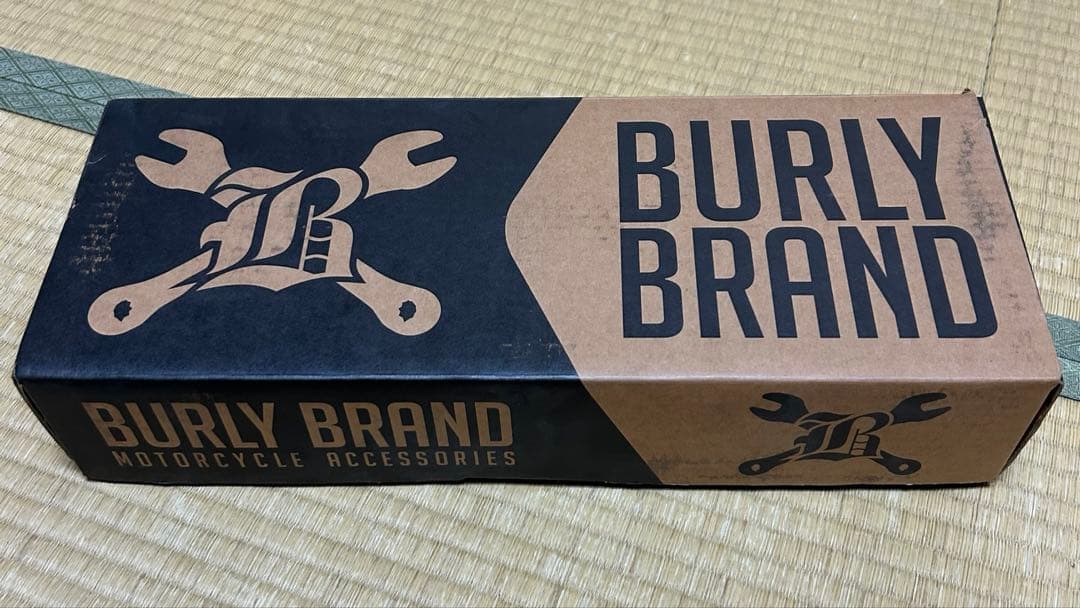 B
BURLY
BRAND
BURLY BRAND
MOTORCYCLE ACCESSORIES
B